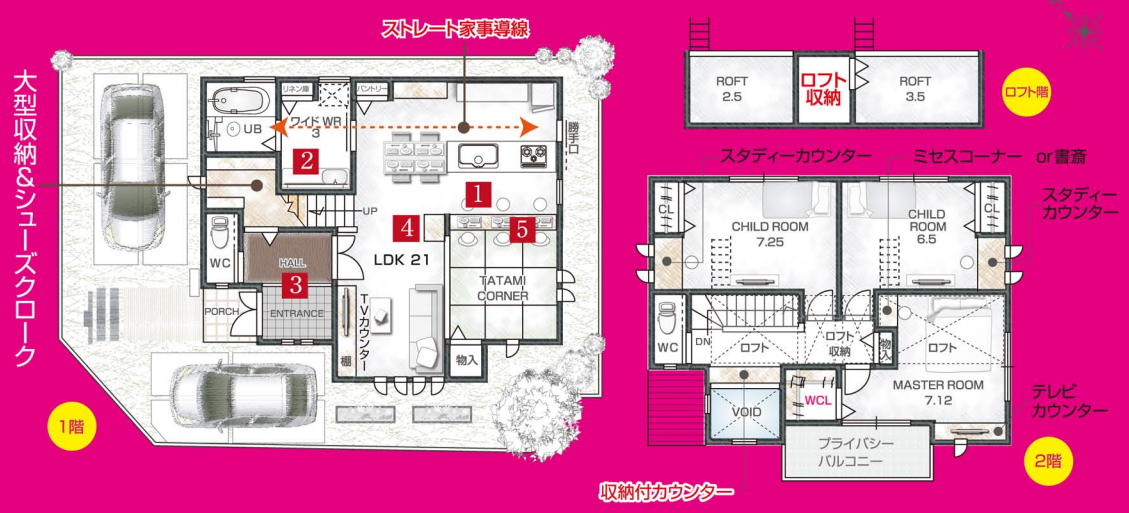 ストレート家事導線
大型収納&シューズクローク
リネン庫
パントリー
UB
ワイド WR
3
2
勝手口
1
UP
4
5
WC
HALL
3
LDK 21
TATAMI
CORNER
PORCH
ENTRANCE
TVカウンター
棚
物入
1階
ROFT
2.5
ロフト
収納
ROFT
3.5
ロフト階
スタディーカウンター
ミセスコーナー or書斎
スタディー
カウンター
CL
CHILD ROOM
7.25
CHILD
ROOM
6.5
CL
WC
DN
ロフト
ロフト
収納
物入
ロフト
MASTER ROOM
7.12
VOID
WCL
プライバシー
バルコニー
テレビ
カウンター
2階
収納付カウンター